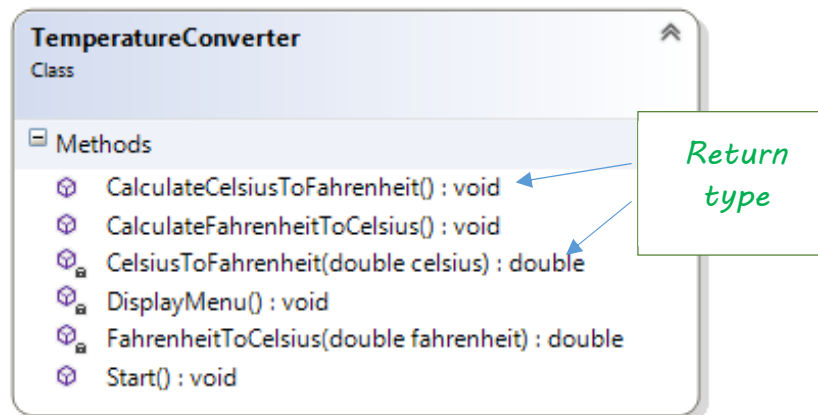 TemperatureConverter
Class
Methods
CalculateCelsiusToFahrenheit() : void
CalculateFahrenheitToCelsius() : void
CelsiusToFahrenheit(double celsius) : double
DisplayMenu() : void
FahrenheitToCelsius(double fahrenheit) : double
Start() : void
Return
type